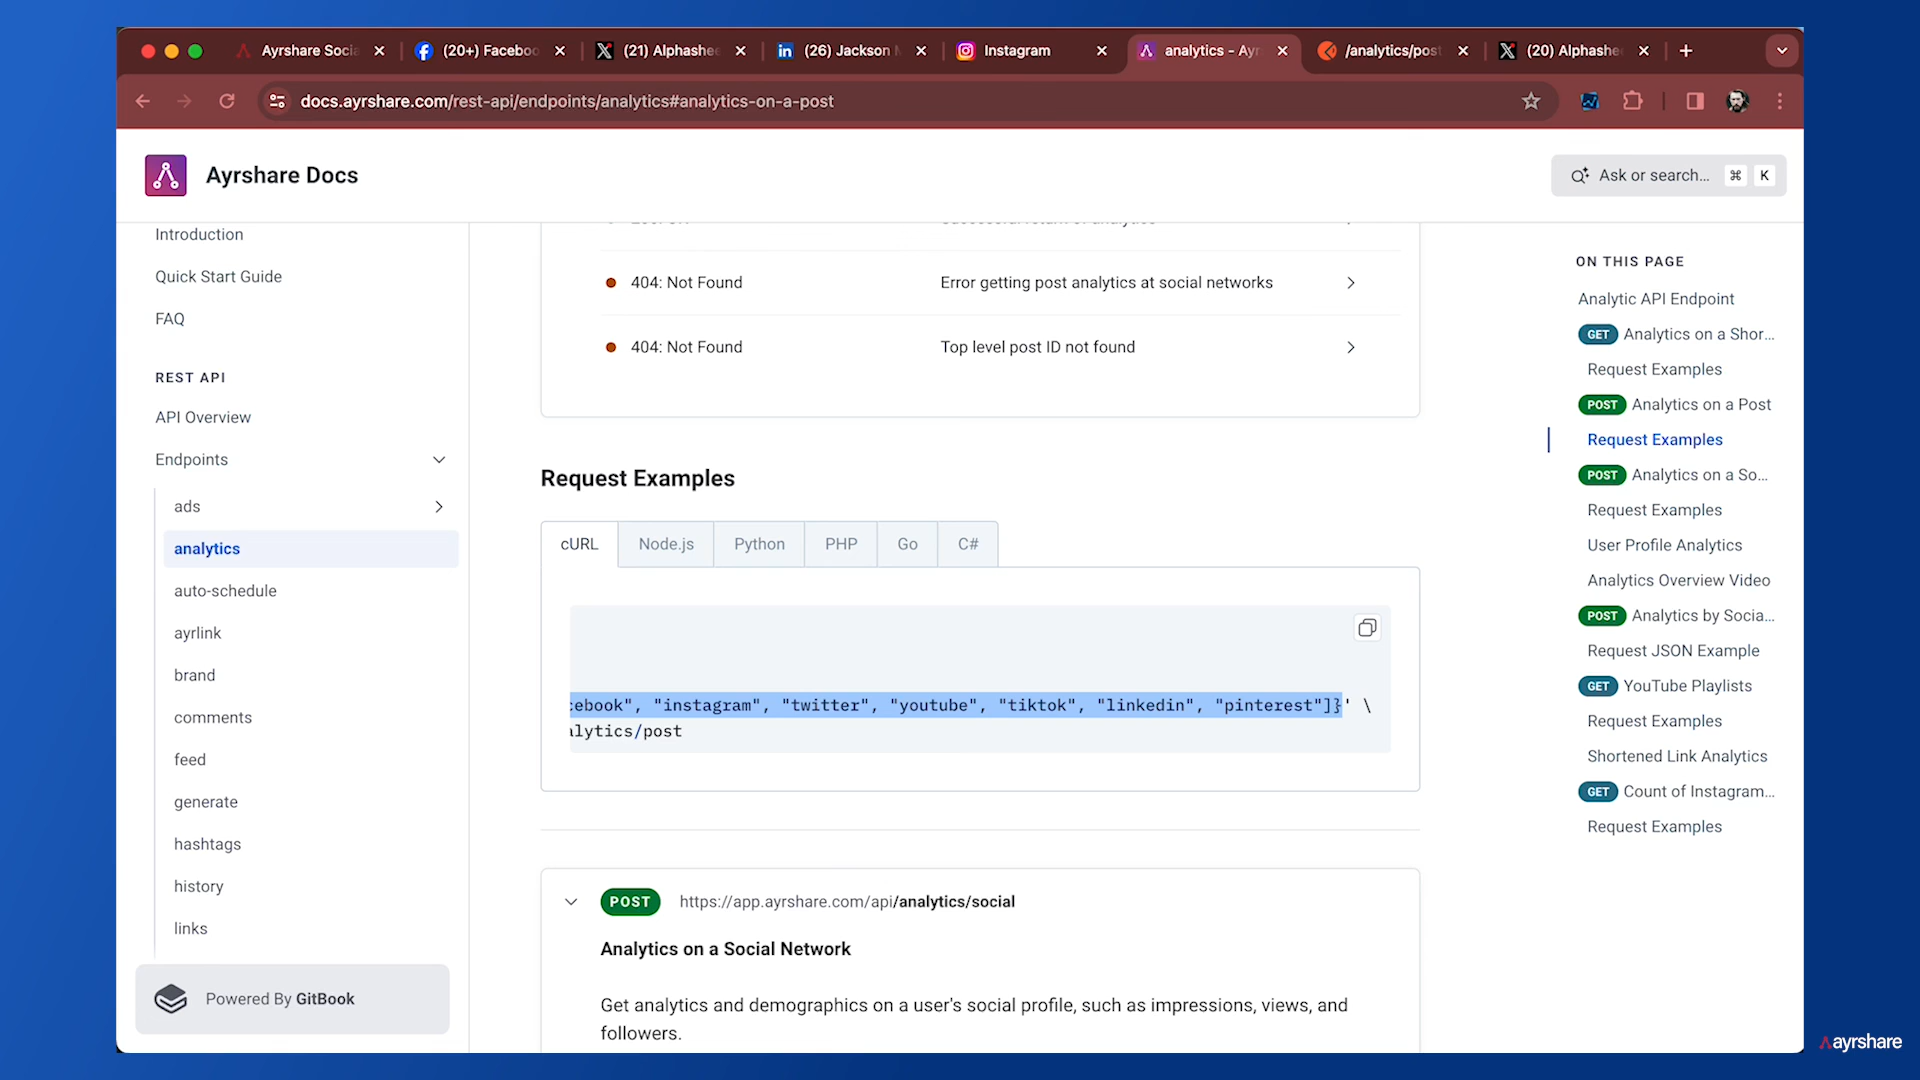 Ayrshare Socia
(20+) Faceboo
(21) Alphashee
(26) Jackson M
Instagram
analytics - Ayr
/analytics/post
(20) Alphashee
docs.ayrshare.com/rest-api/endpoints/analytics#analytics-on-a-post
Ayrshare Docs
Ask or search...
⌘
K
Introduction
Quick Start Guide
FAQ
REST API
API Overview
Endpoints
ads
analytics
auto-schedule
ayrlink
brand
comments
feed
generate
hashtags
history
links
Powered By GitBook
404: Not Found
Error getting post analytics at social networks
404: Not Found
Top level post ID not found
Request Examples
cURL
Node.js
Python
PHP
Go
C#
cebook", "instagram", "twitter", "youtube", "tiktok", "linkedin", "pinterest"]}' \
alytics/post
POST https://app.ayrshare.com/api/analytics/social
Analytics on a Social Network
Get analytics and demographics on a user's social profile, such as impressions, views, and
followers.
ON THIS PAGE
Analytic API Endpoint
GET Analytics on a Shor...
Request Examples
POST Analytics on a Post
Request Examples
POST Analytics on a So...
Request Examples
User Profile Analytics
Analytics Overview Video
POST Analytics by Socia...
Request JSON Example
GET YouTube Playlists
Request Examples
Shortened Link Analytics
GET Count of Instagram...
Request Examples
ayrshare